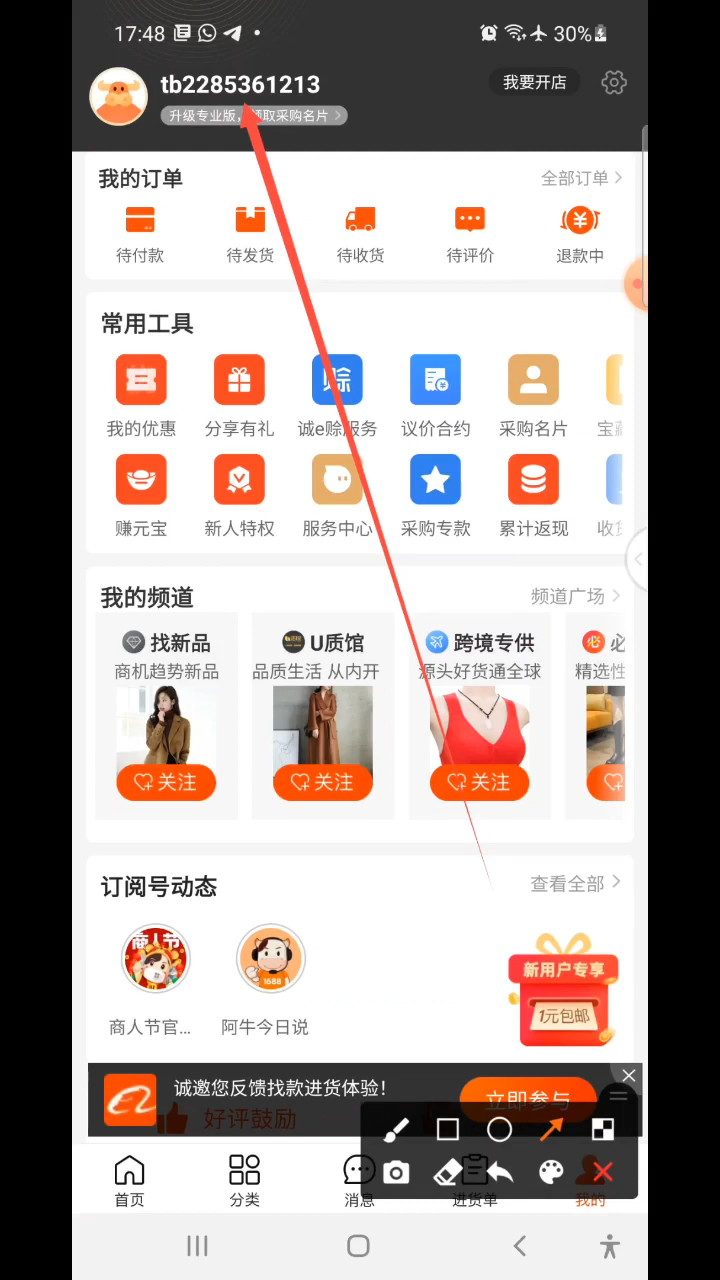 17:48
30%
tb2285361213
我要开店
升级专业版,领取采购名片
我的订单
全部订单
待付款 待发货 待收货 待评价 退款中
常用工具
赊
我的优惠 分享有礼 诚e赊服务 议价合约 采购名片 宝藏
赚元宝 新人特权 服务中心 采购专款 累计返现 收货
我的频道
频道广场
找新品 U质馆 跨境专供 必
商机趋势新品 品质生活 从内开 源头好货通全球 精选性
关注 关注 关注
订阅号动态
查看全部
商人节
1688
新用户专享
1元包邮
商人节官... 阿牛今日说
诚邀您反馈找款进货体验!
立即参与
好评鼓励
首页 分类 消息 进货单 我的